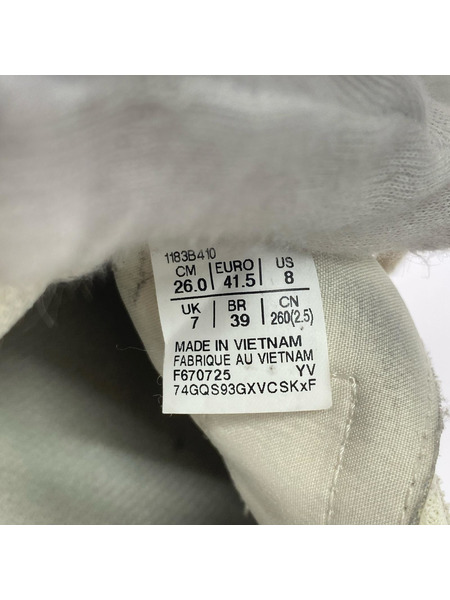 1183B410
CM EURO US
26.0 41.5 8
UK BR CN
7 39 260(2.5)
MADE IN VIETNAM
FABRIQUE AU VIETNAM
F670725 YV
74GQS93GXVCSKxF